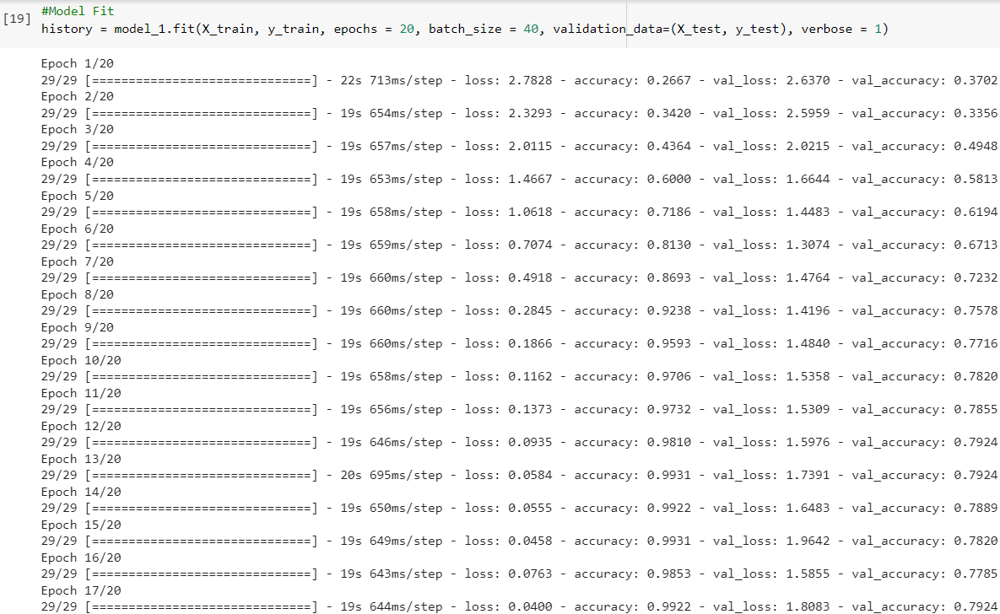 [19] #Model Fit
history = model_1.fit(X_train, y_train, epochs = 20, batch_size = 40, validation_data=(X_test, y_test), verbose = 1)
Epoch 1/20
29/29 [==============================] - 22s 713ms/step - loss: 2.7828 - accuracy: 0.2667 - val_loss: 2.6370 - val_accuracy: 0.3702
Epoch 2/20
29/29 [==============================] - 19s 654ms/step - loss: 2.3293 - accuracy: 0.3420 - val_loss: 2.5959 - val_accuracy: 0.3356
Epoch 3/20
29/29 [==============================] - 19s 657ms/step - loss: 2.0115 - accuracy: 0.4364 - val_loss: 2.0215 - val_accuracy: 0.4948
Epoch 4/20
29/29 [==============================] - 19s 653ms/step - loss: 1.4667 - accuracy: 0.6000 - val_loss: 1.6644 - val_accuracy: 0.5813
Epoch 5/20
29/29 [==============================] - 19s 658ms/step - loss: 1.0618 - accuracy: 0.7186 - val_loss: 1.4483 - val_accuracy: 0.6194
Epoch 6/20
29/29 [==============================] - 19s 659ms/step - loss: 0.7074 - accuracy: 0.8130 - val_loss: 1.3074 - val_accuracy: 0.6713
Epoch 7/20
29/29 [==============================] - 19s 660ms/step - loss: 0.4918 - accuracy: 0.8693 - val_loss: 1.4764 - val_accuracy: 0.7232
Epoch 8/20
29/29 [==============================] - 19s 660ms/step - loss: 0.2845 - accuracy: 0.9238 - val_loss: 1.4196 - val_accuracy: 0.7578
Epoch 9/20
29/29 [==============================] - 19s 660ms/step - loss: 0.1866 - accuracy: 0.9593 - val_loss: 1.4840 - val_accuracy: 0.7716
Epoch 10/20
29/29 [==============================] - 19s 658ms/step - loss: 0.1162 - accuracy: 0.9706 - val_loss: 1.5358 - val_accuracy: 0.7820
Epoch 11/20
29/29 [==============================] - 19s 656ms/step - loss: 0.1373 - accuracy: 0.9732 - val_loss: 1.5309 - val_accuracy: 0.7855
Epoch 12/20
29/29 [==============================] - 19s 646ms/step - loss: 0.0935 - accuracy: 0.9810 - val_loss: 1.5976 - val_accuracy: 0.7924
Epoch 13/20
29/29 [==============================] - 20s 695ms/step - loss: 0.0584 - accuracy: 0.9931 - val_loss: 1.7391 - val_accuracy: 0.7924
Epoch 14/20
29/29 [==============================] - 19s 650ms/step - loss: 0.0555 - accuracy: 0.9922 - val_loss: 1.6483 - val_accuracy: 0.7889
Epoch 15/20
29/29 [==============================] - 19s 649ms/step - loss: 0.0458 - accuracy: 0.9931 - val_loss: 1.9642 - val_accuracy: 0.7820
Epoch 16/20
29/29 [==============================] - 19s 643ms/step - loss: 0.0763 - accuracy: 0.9853 - val_loss: 1.5855 - val_accuracy: 0.7785
Epoch 17/20
29/29 [==============================] - 19s 644ms/step - loss: 0.0400 - accuracy: 0.9922 - val_loss: 1.8083 - val_accuracy: 0.7924